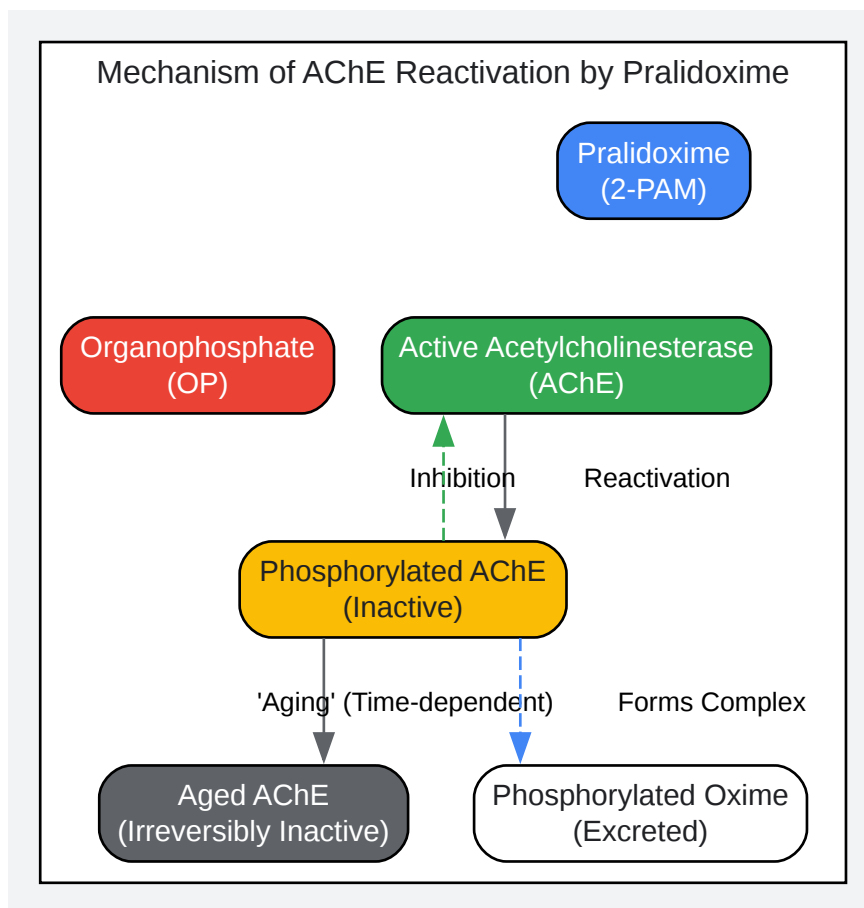 Mechanism of AChE Reactivation by Pralidoxime
Pralidoxime
(2-PAM)
Organophosphate
(OP)
Active Acetylcholinesterase
(AChE)
Inhibition
Reactivation
Phosphorylated AChE
(Inactive)
'Aging' (Time-dependent)
Forms Complex
Aged AChE
(Irreversibly Inactive)
Phosphorylated Oxime
(Excreted)